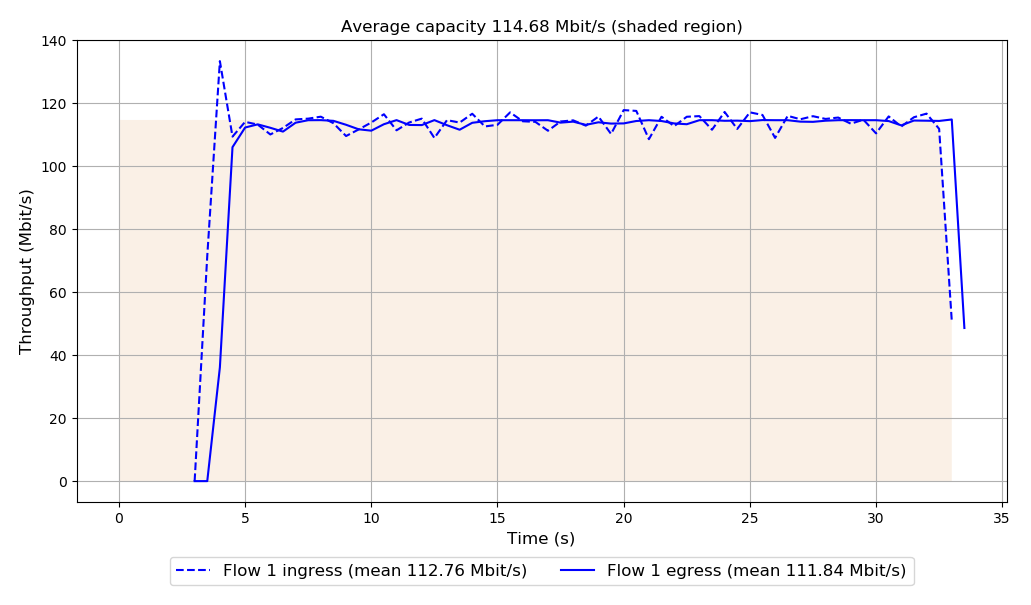 Average capacity 114.68 Mbit/s (shaded region)
140
120
100
80
60
40
20
0
Throughput (Mbit/s)
0 5 10 15 20 25 30 35
Time (s)
Flow 1 ingress (mean 112.76 Mbit/s) Flow 1 egress (mean 111.84 Mbit/s)